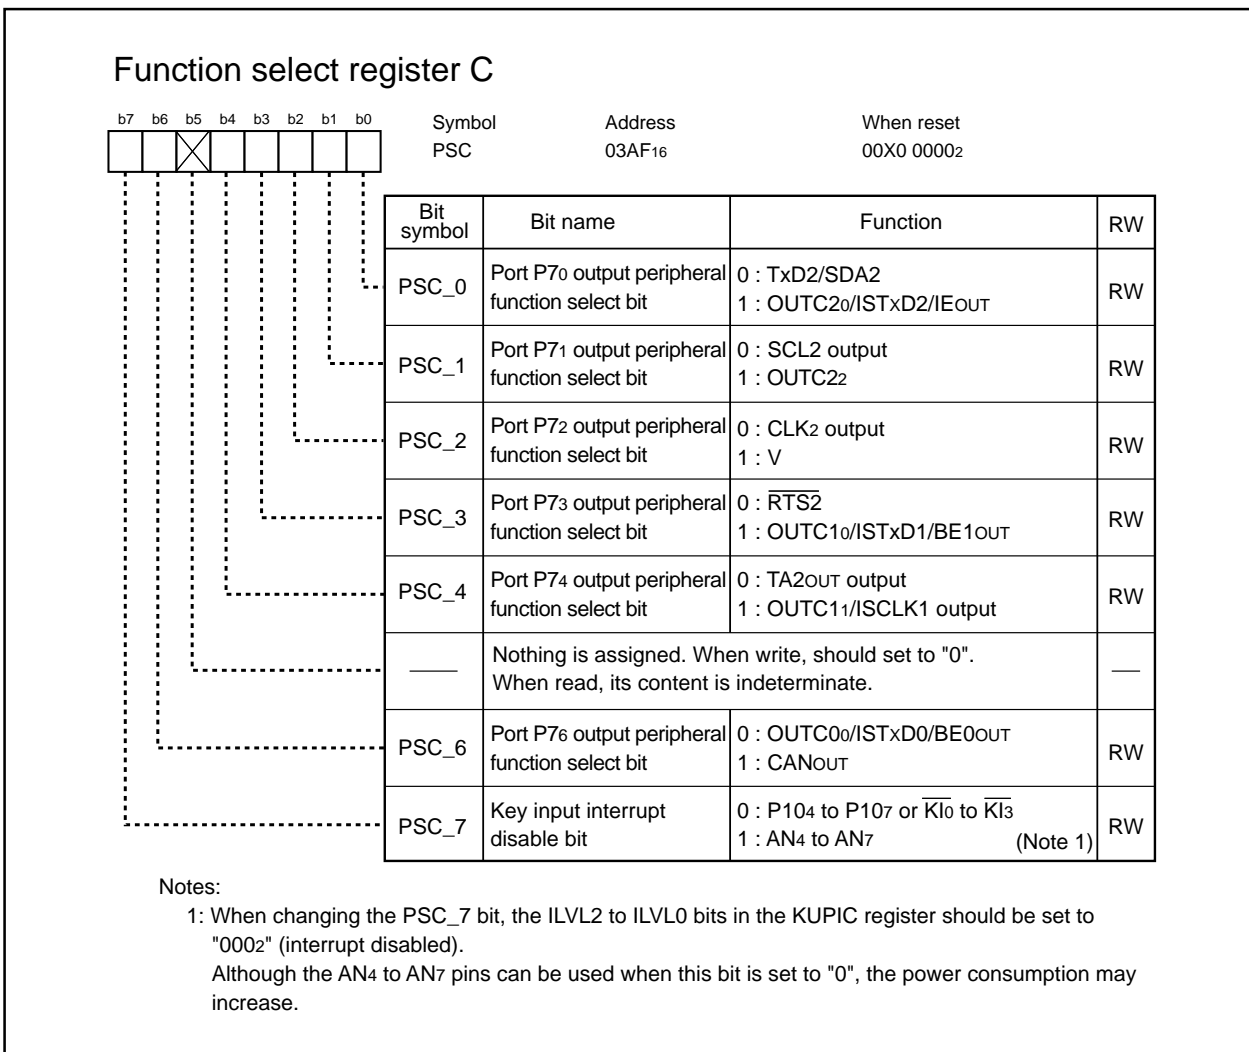 Function select register C
b7 b6 b5 b4 b3 b2 b1 b0
Symbol Address When reset
PSC 03AF16 00X0 00002
Bit symbol Bit name Function RW
PSC_0 Port P70 output peripheral function select bit 0 : TxD2/SDA2 RW
1 : OUTC20/ISTxD2/IEOUT
PSC_1 Port P71 output peripheral function select bit 0 : SCL2 output RW
1 : OUTC22
PSC_2 Port P72 output peripheral function select bit 0 : CLK2 output RW
1 : V
PSC_3 Port P73 output peripheral function select bit 0 : RTS2 RW
1 : OUTC10/ISTxD1/BE1OUT
PSC_4 Port P74 output peripheral function select bit 0 : TA2OUT output RW
1 : OUTC11/ISCLK1 output
Nothing is assigned. When write, should set to "0".
When read, its content is indeterminate.
PSC_6 Port P76 output peripheral function select bit 0 : OUTC00/ISTxD0/BE0OUT RW
1 : CANOUT
PSC_7 Key input interrupt disable bit 0 : P104 to P107 or KI0 to KI3 RW
1 : AN4 to AN7 (Note 1)
Notes:
1: When changing the PSC_7 bit, the ILVL2 to ILVL0 bits in the KUPIC register should be set to
"0002" (interrupt disabled).
Although the AN4 to AN7 pins can be used when this bit is set to "0", the power consumption may
increase.